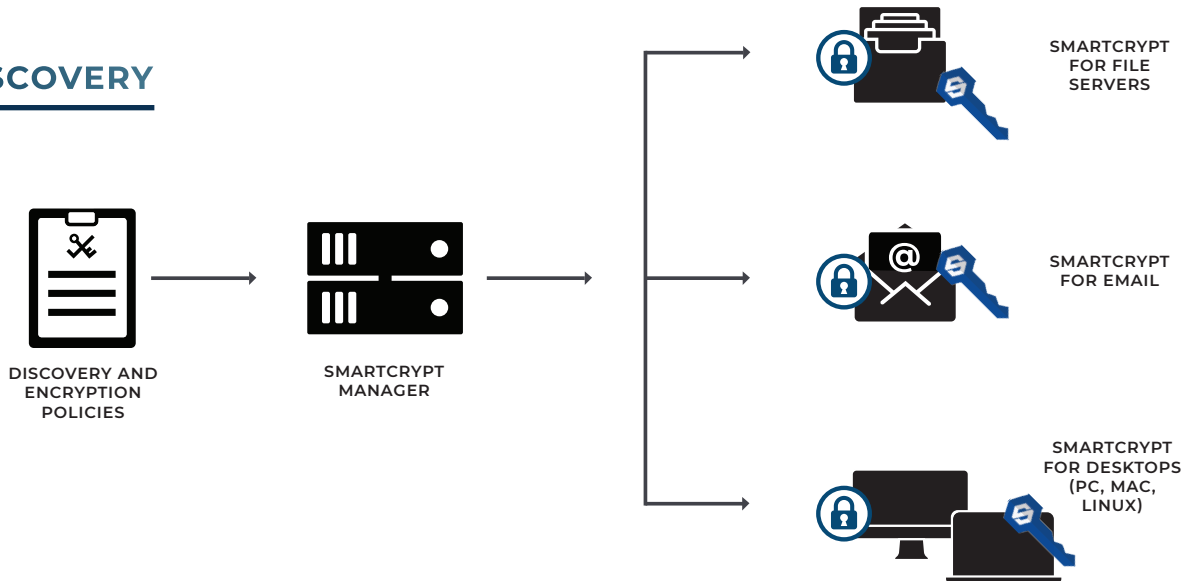 SCOVERY
SMARTCRYPT
FOR FILE
SERVERS
@
SMARTCRYPT
FOR EMAIL
DISCOVERY AND
ENCRYPTION
POLICIES
SMARTCRYPT
MANAGER
SMARTCRYPT
FOR DESKTOPS
(PC, MAC,
LINUX)